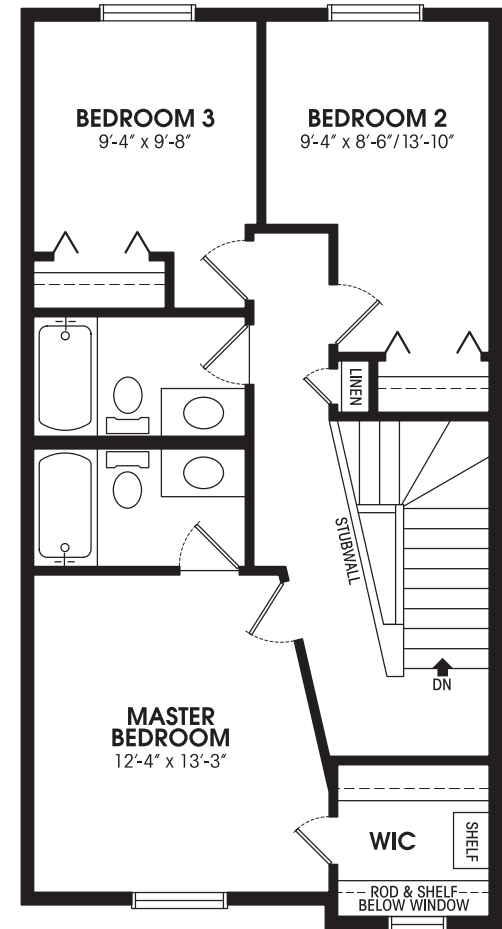 BEDROOM 3
9'-4" x 9'-8"
BEDROOM 2
9'-4" x 8'-6"/13'-10"
LINEN
STUBWALL
DN
MASTER
BEDROOM
12'-4" x 13'-3"
WIC
SHELF
ROD & SHELF
BELOW WINDOW